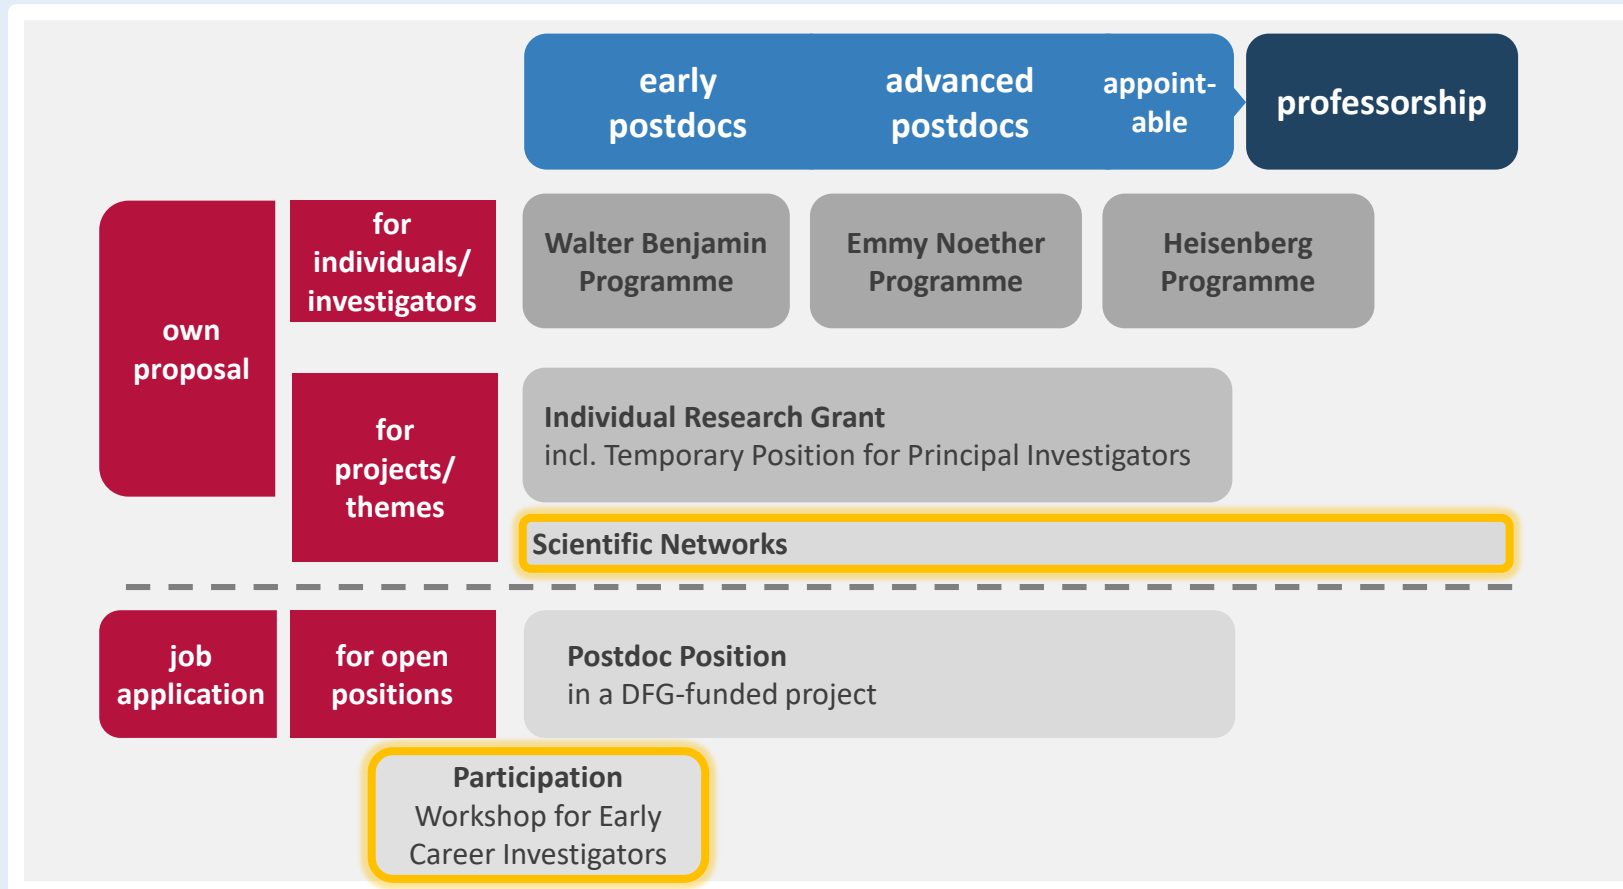 early
postdocs
advanced
postdocs
appoint-
able
professorship
own
proposal
for
individuals/
investigators
Walter Benjamin
Programme
Emmy Noether
Programme
Heisenberg
Programme
for
projects/
themes
Individual Research Grant
incl. Temporary Position for Principal Investigators
Scientific Networks
job
application
for open
positions
Postdoc Position
in a DFG-funded project
Participation
Workshop for Early
Career Investigators